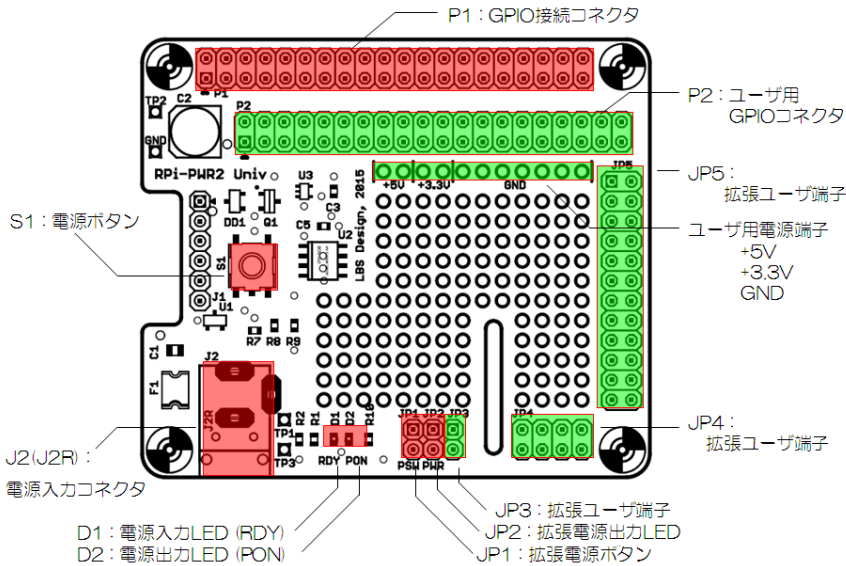 P1：GPIO接続コネクタ
P2：ユーザ用
GPIOコネクタ
JP5：
拡張ユーザ端子
ユーザ用電源端子
+5V
+3.3V
GND
S1：電源ボタン
JP4：
拡張ユーザ端子
J2(J2R)：
電源入力コネクタ
JP3：拡張ユーザ端子
D1：電源入力LED (RDY)
JP2：拡張電源出力LED
D2：電源出力LED (PON)
JP1：拡張電源ボタン
P1
TP2
C2
P2
GND
RPi-PWR2 Univ
U3
JP5
+5V
+3.3V
GND
DD1
Q1
C3
C5
U2
LBS Design, 2015
S1
J1
U1
R7
R8
R9
C1
J2
F1
J2R
TP1
TP3
R2
R1
D1
D2
R10
RDY
PON
JP1
JP2
JP3
JP4
PSW
PWR